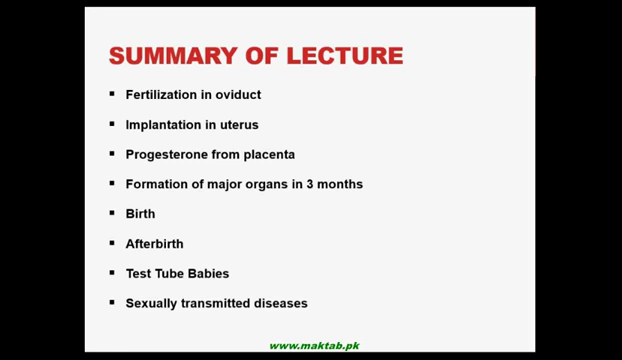 SUMMARY OF LECTURE
▪ Fertilization in oviduct
▪ Implantation in uterus
▪ Progesterone from placenta
▪ Formation of major organs in 3 months
▪ Birth
▪ Afterbirth
▪ Test Tube Babies
▪ Sexually transmitted diseases
www.maktab.pk